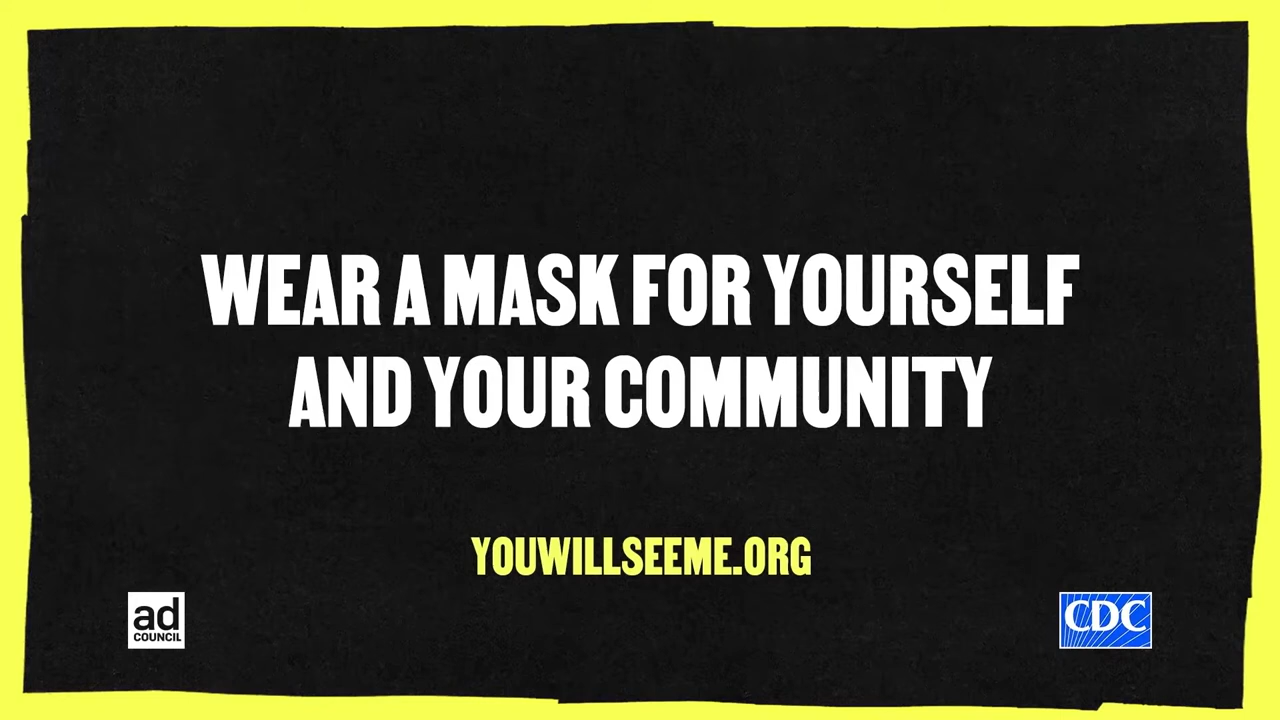 WEAR A MASK FOR YOURSELF
AND YOUR COMMUNITY
YOUWILLSEEME.ORG
ad
COUNCIL
CDC